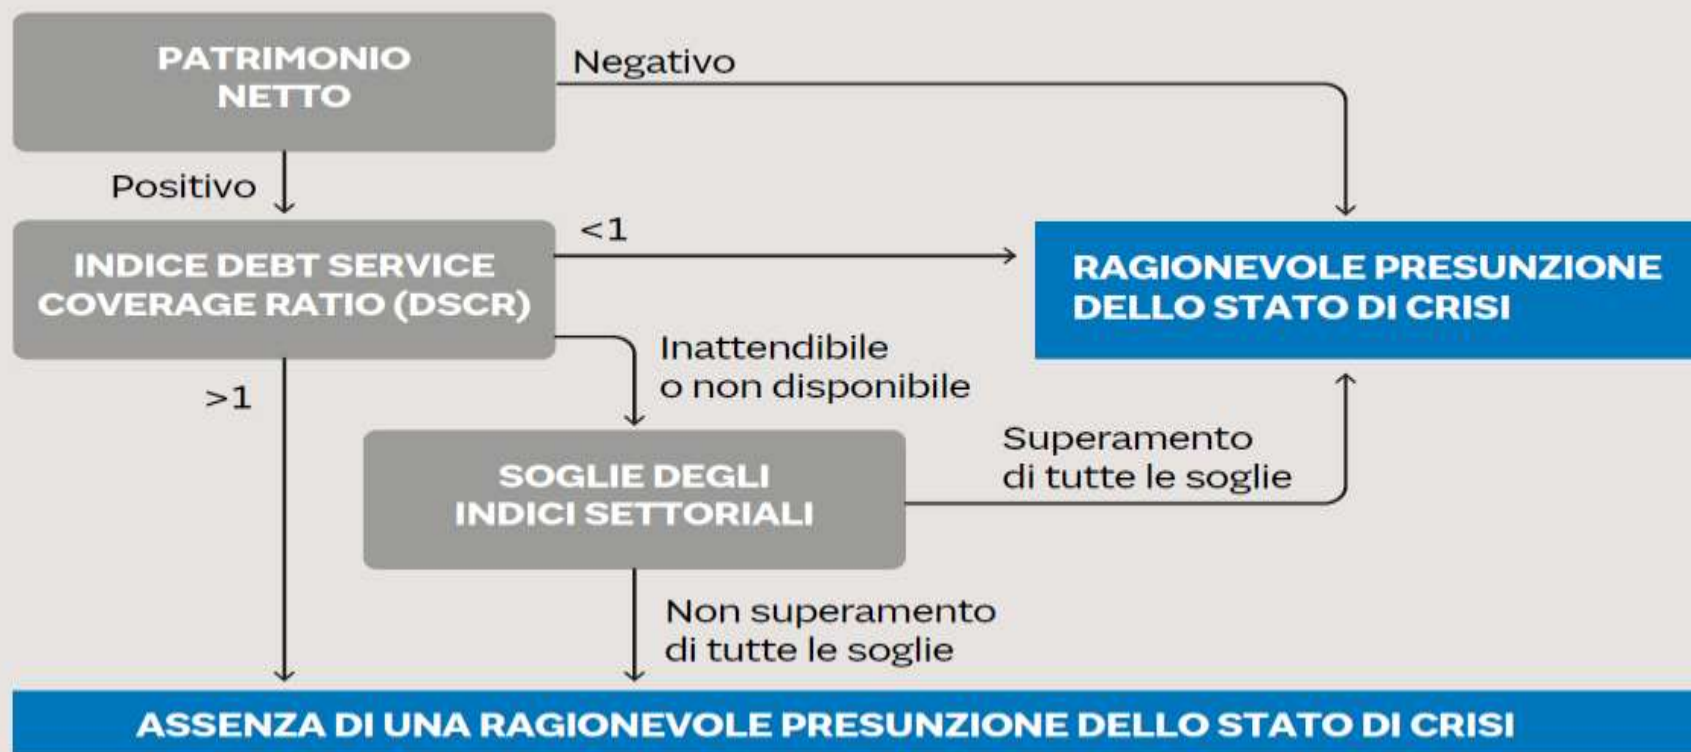 PATRIMONIO
NETTO
Negativo
Positivo
INDICE DEBT SERVICE
COVERAGE RATIO (DSCR)
<1
RAGIONEVOLE PRESUNZIONE
DELLO STATO DI CRISI
Inattendibile
o non disponibile
>1
SOGLIE DEGLI
INDICI SETTORIALI
Superamento
di tutte le soglie
Non superamento
di tutte le soglie
ASSENZA DI UNA RAGIONEVOLE PRESUNZIONE DELLO STATO DI CRISI